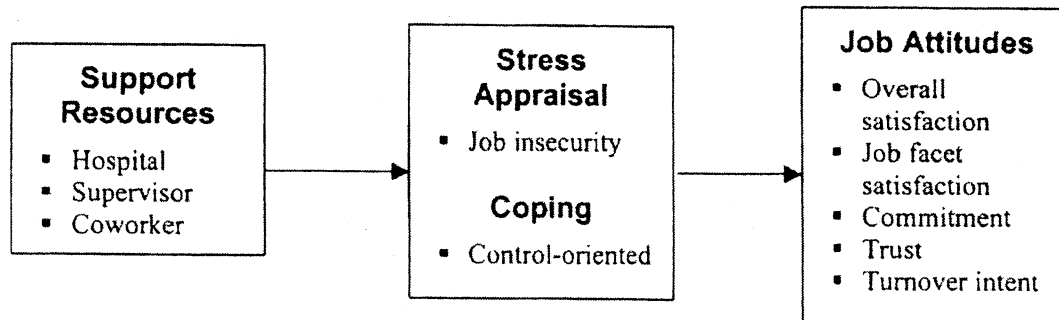 Support
Resources
▪ Hospital
▪ Supervisor
▪ Coworker
Stress
Appraisal
▪ Job insecurity
Coping
▪ Control-oriented
Job Attitudes
▪ Overall
satisfaction
▪ Job facet
satisfaction
▪ Commitment
▪ Trust
▪ Turnover intent